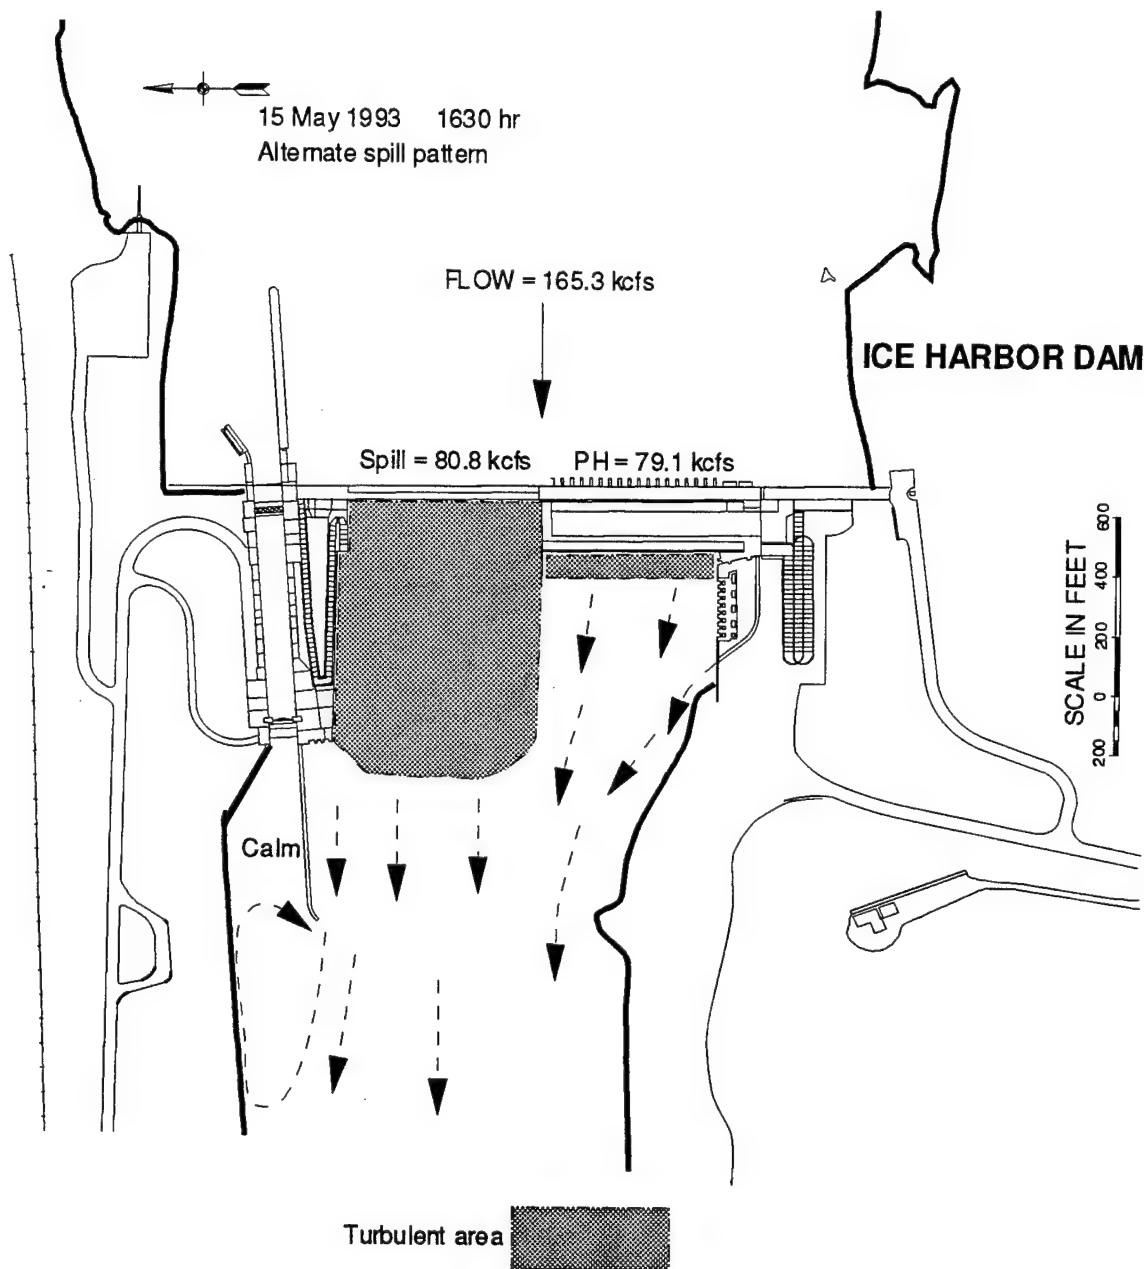 15 May 1993 1630 hr
Alternate spill pattern
FLOW = 165.3 kcfs
ICE HARBOR DAM
Spill = 80.8 kcfs PH = 79.1 kcfs
SCALE IN FEET
600
400
200
0
200
Calm
Turbulent area